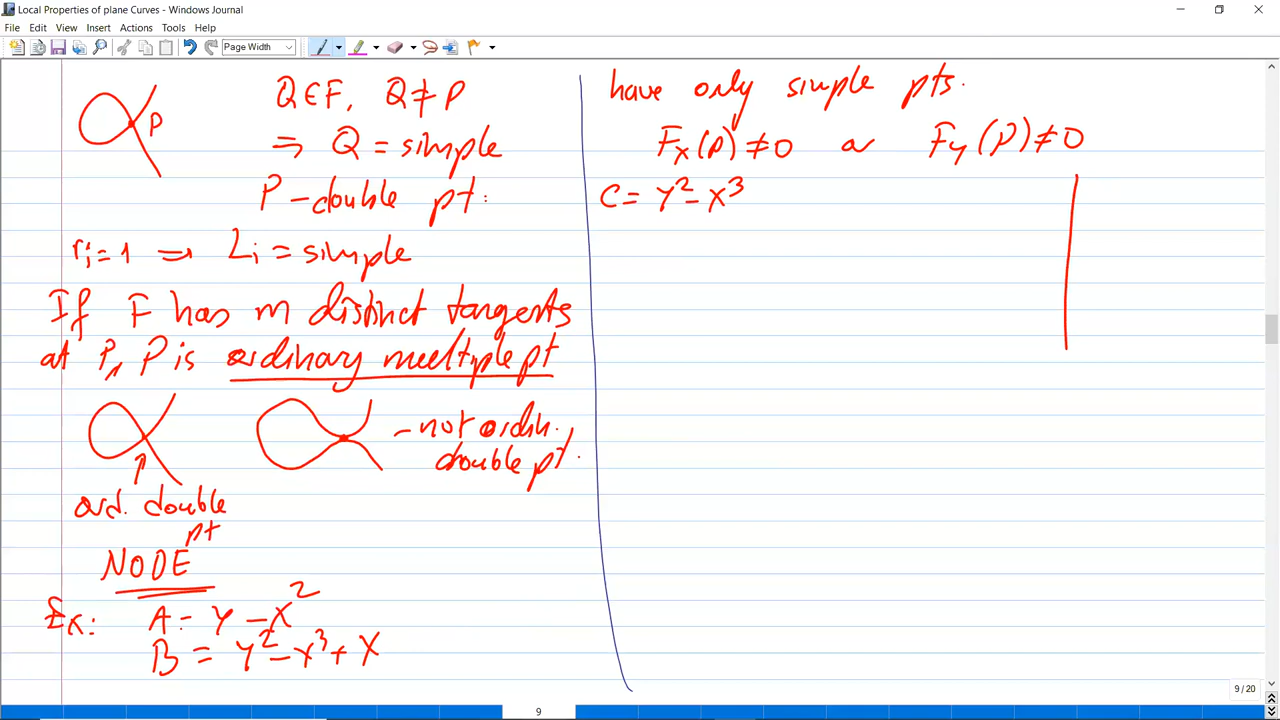 Local Properties of plane Curves - Windows Journal
File Edit View Insert Actions Tools Help
Page Width
P
Q∈F, Q≠P
⇒ Q = simple
P - double pt.
rᵢ=1 ⇒ Lᵢ = simple
If F has m distinct tangents
at P, P is ordinary multiple pt
- not ordin.
double pt.
ord. double
pt
NODE
Ex: A = Y - X²
B = Y² - X³ + X
have only simple pts.
Fₓ(P) ≠ 0 or F_Y(P) ≠ 0
C = Y² - X³
9 / 20
9